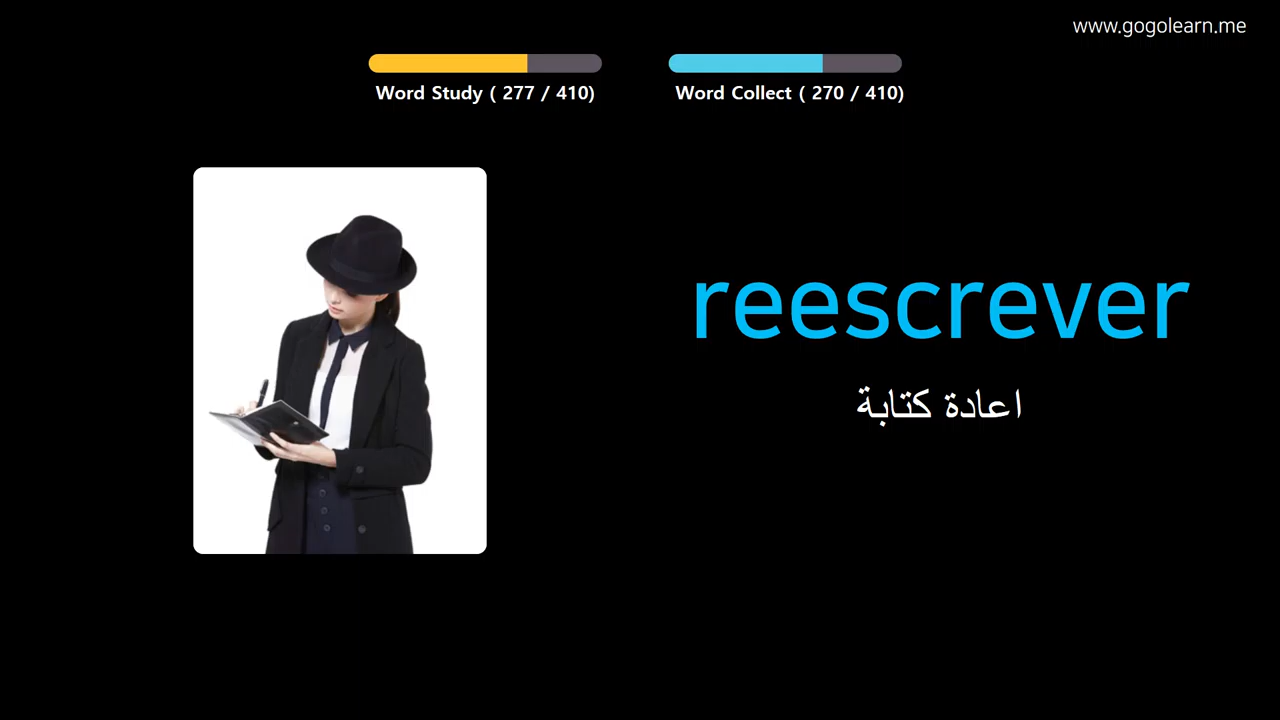 www.gogolearn.me
Word Study ( 277 / 410)
Word Collect ( 270 / 410)
reescrever
اعادة كتابة